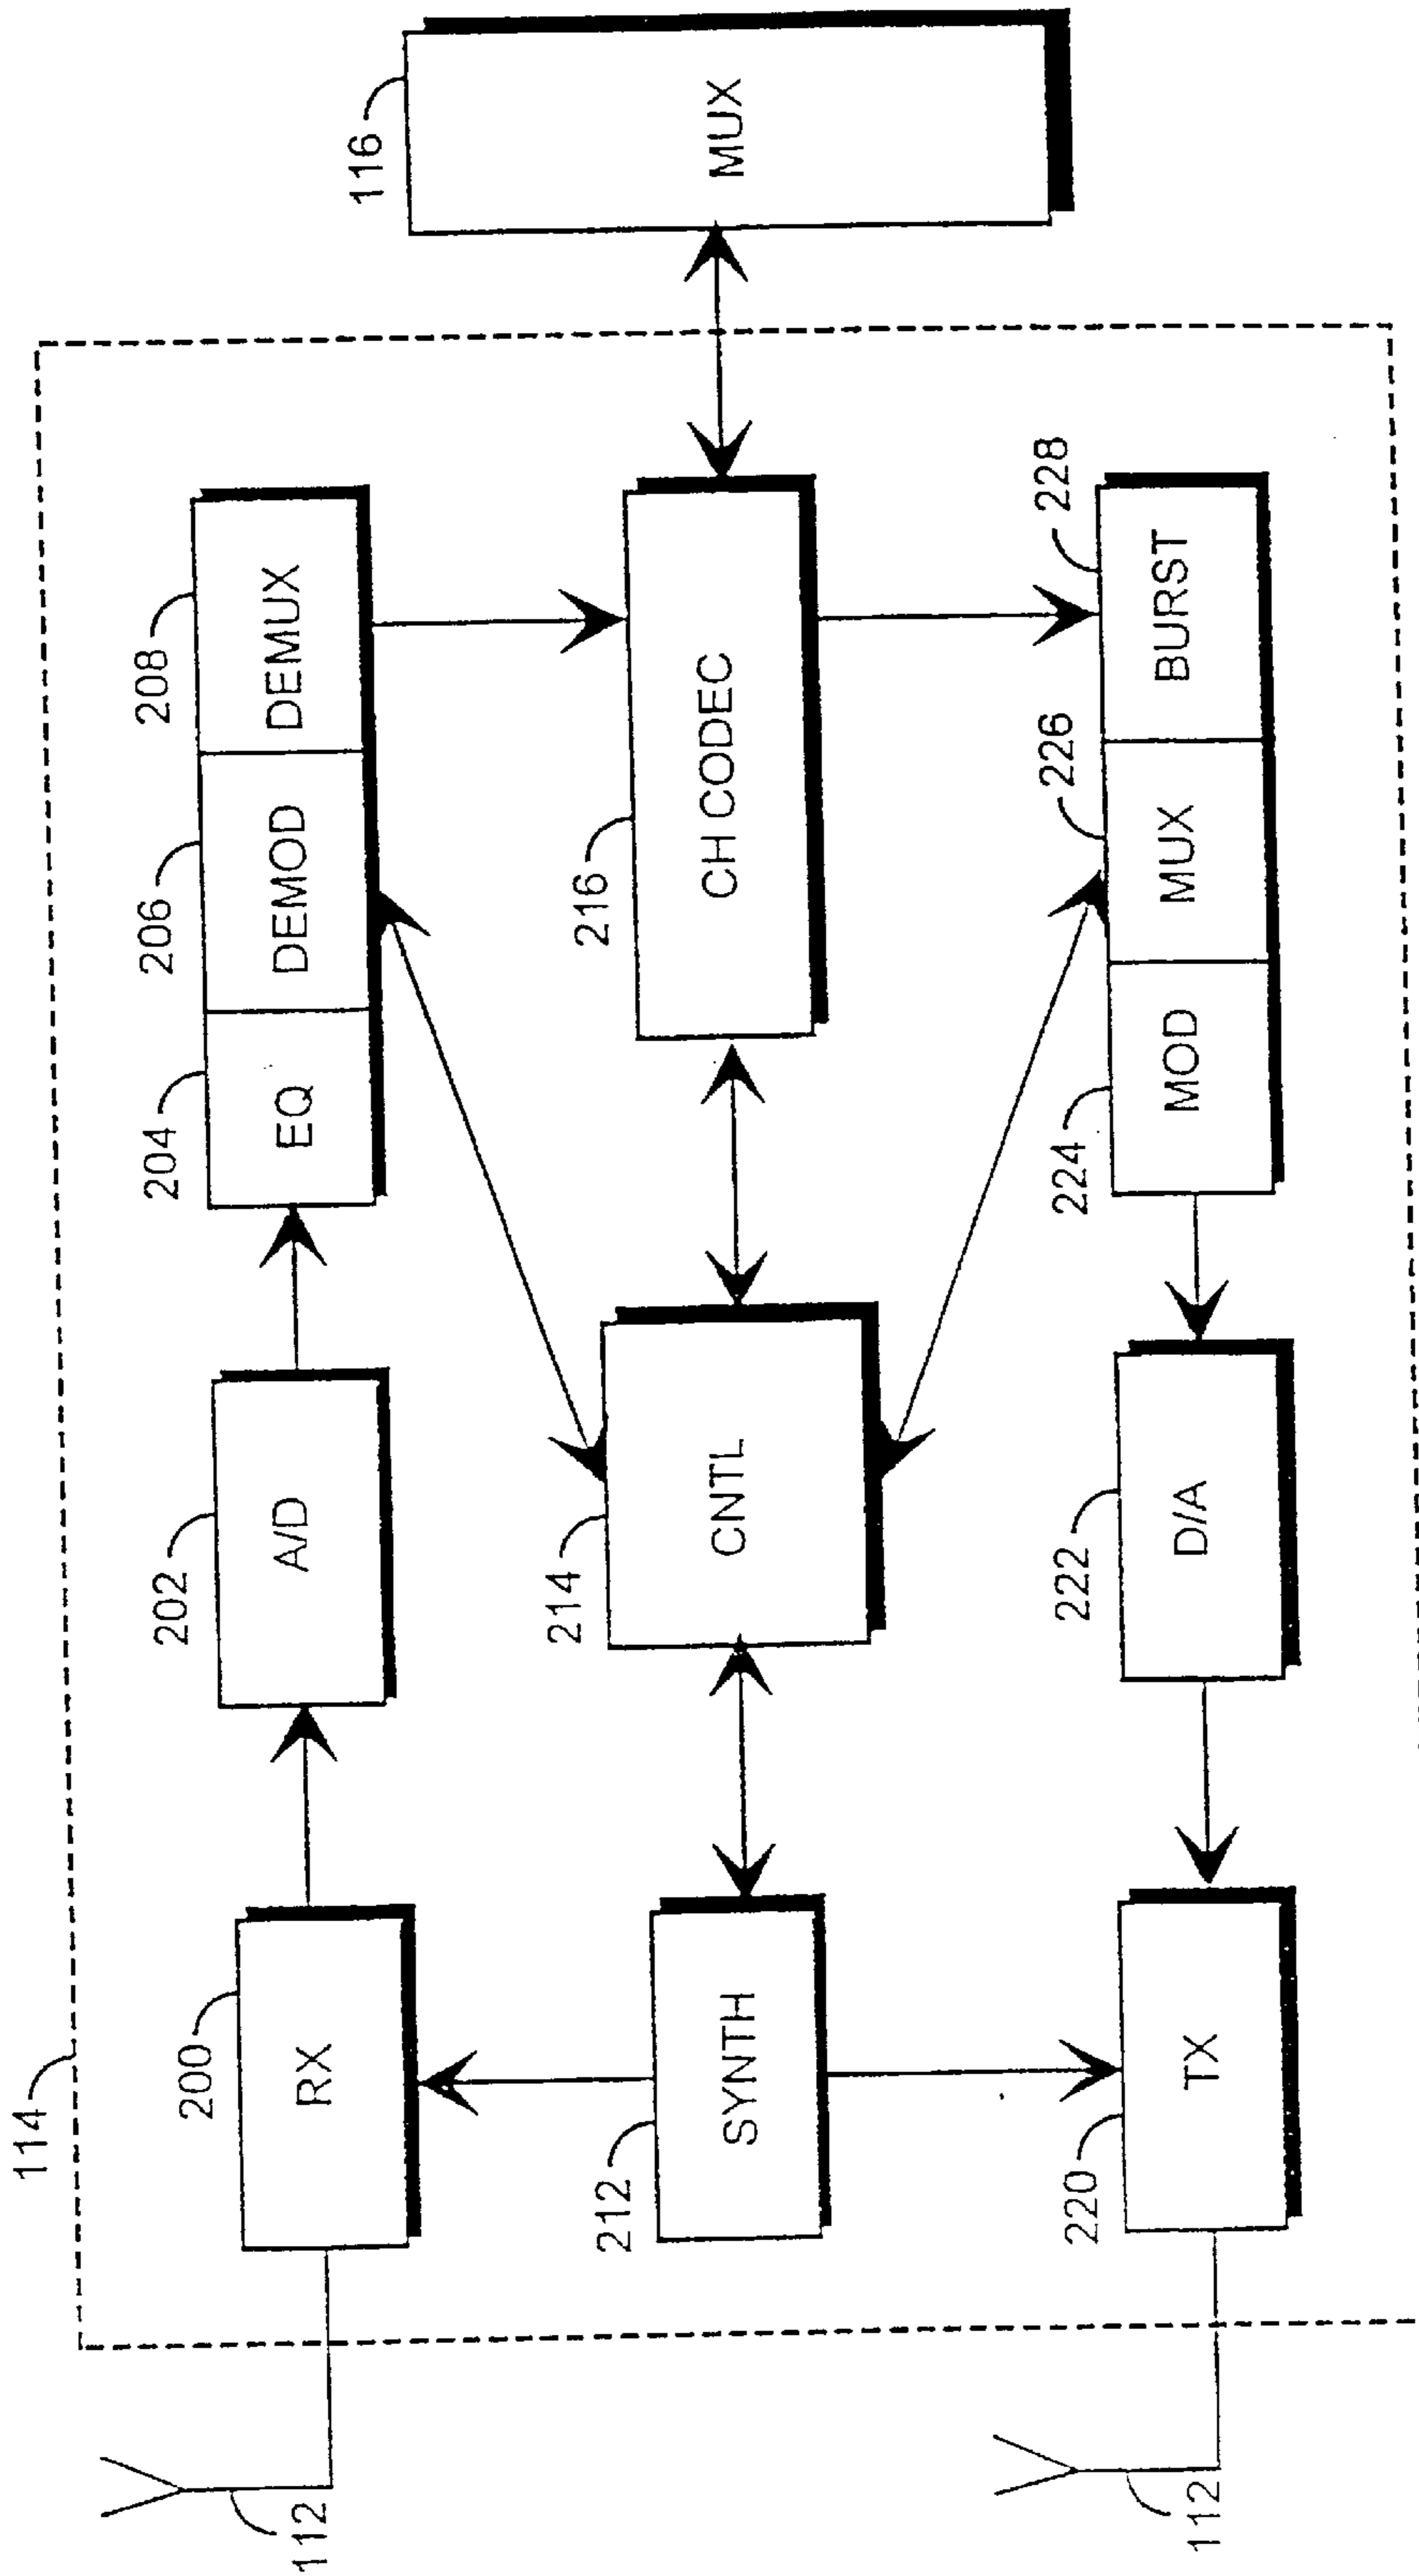 114
112
200
RX
202
A/D
204
EQ
206
DEMOD
208
DEMUX
212
SYNTH
214
CNTL
216
CH CODEC
116
MUX
112
220
TX
222
D/A
224
MOD
226
MUX
228
BURST